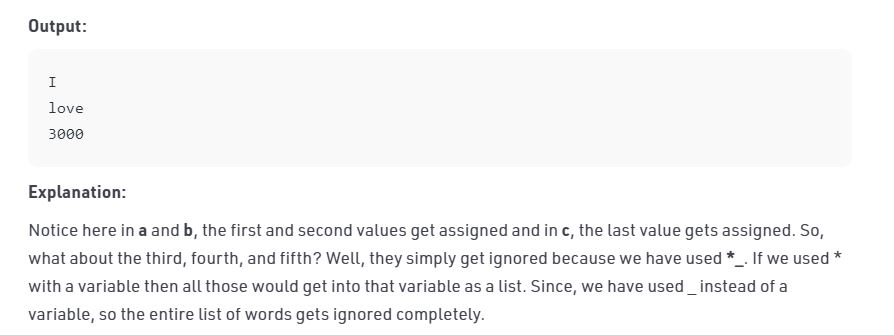 Output:
I
love
3000
Explanation:
Notice here in a and b, the first and second values get assigned and in c, the last value gets assigned. So,
what about the third, fourth, and fifth? Well, they simply get ignored because we have used *_. If we used *
with a variable then all those would get into that variable as a list. Since, we have used _ instead of a
variable, so the entire list of words gets ignored completely.